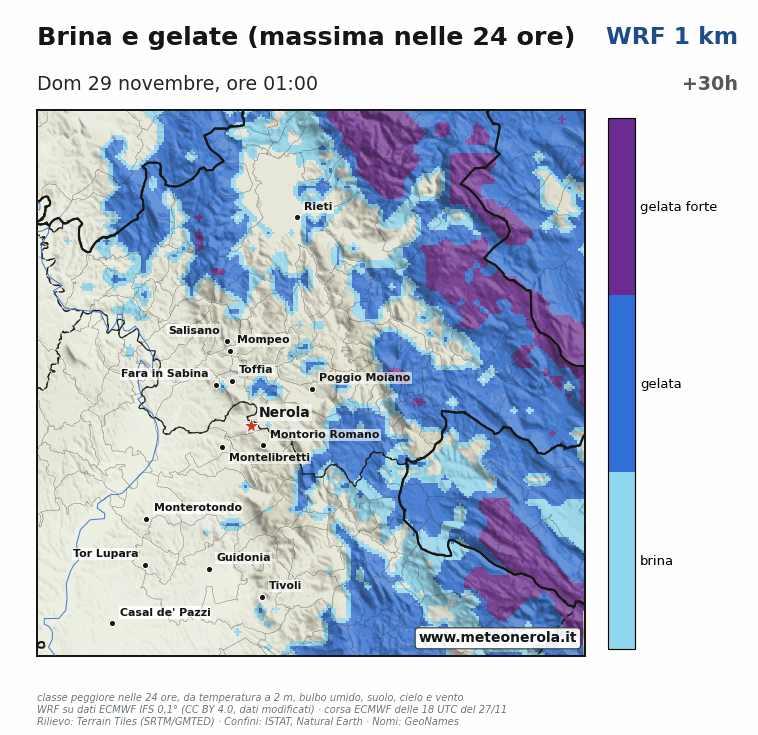 Brina e gelate (massima nelle 24 ore) WRF 1 km
Dom 29 novembre, ore 01:00 +30h
gelata forte
Rieti
Salisano
Mompeo
Fara in Sabina
Toffia
Poggio Moiano
gelata
Nerola
Montorio Romano
Montelibretti
Monterotondo
Tor Lupara
Guidonia
brina
Tivoli
Casal de' Pazzi
www.meteonerola.it
classe peggiore nelle 24 ore, da temperatura a 2 m, bulbo umido, suolo, cielo e vento
WRF su dati ECMWF IFS 0,1° (CC BY 4.0, dati modificati) · corsa ECMWF delle 18 UTC del 27/11
Rilievo: Terrain Tiles (SRTM/GMTED) · Confini: ISTAT, Natural Earth · Nomi: GeoNames